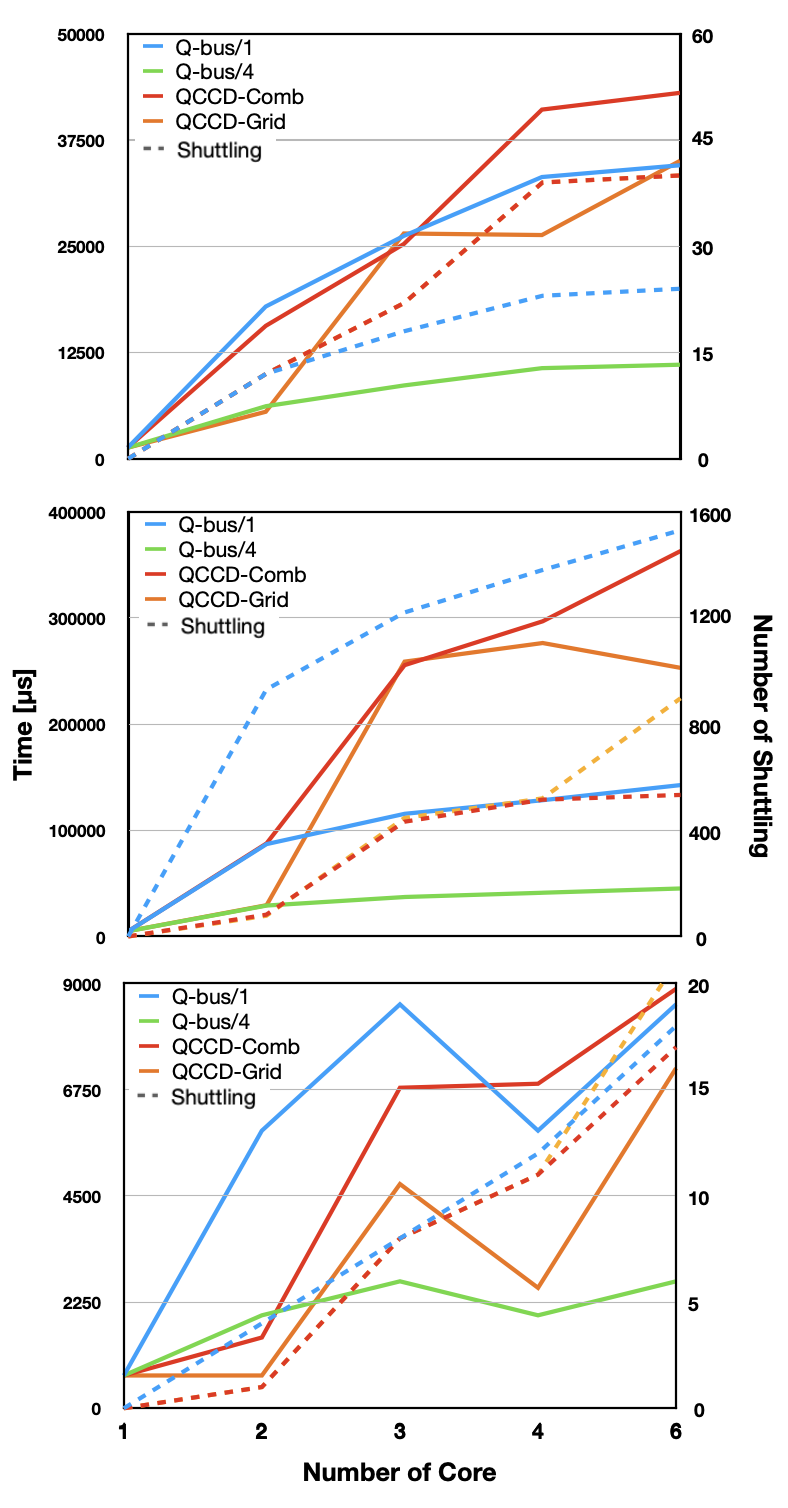 50000
37500
25000
12500
0
Q-bus/1
Q-bus/4
QCCD-Comb
QCCD-Grid
Shuttling
60
45
30
15
0
Time [μs]
400000
300000
200000
100000
0
Q-bus/1
Q-bus/4
QCCD-Comb
QCCD-Grid
Shuttling
1600
1200
800
400
0
Number of Shuttling
9000
6750
4500
2250
0
Q-bus/1
Q-bus/4
QCCD-Comb
QCCD-Grid
Shuttling
20
15
10
5
0
1 2 3 4 6
Number of Core